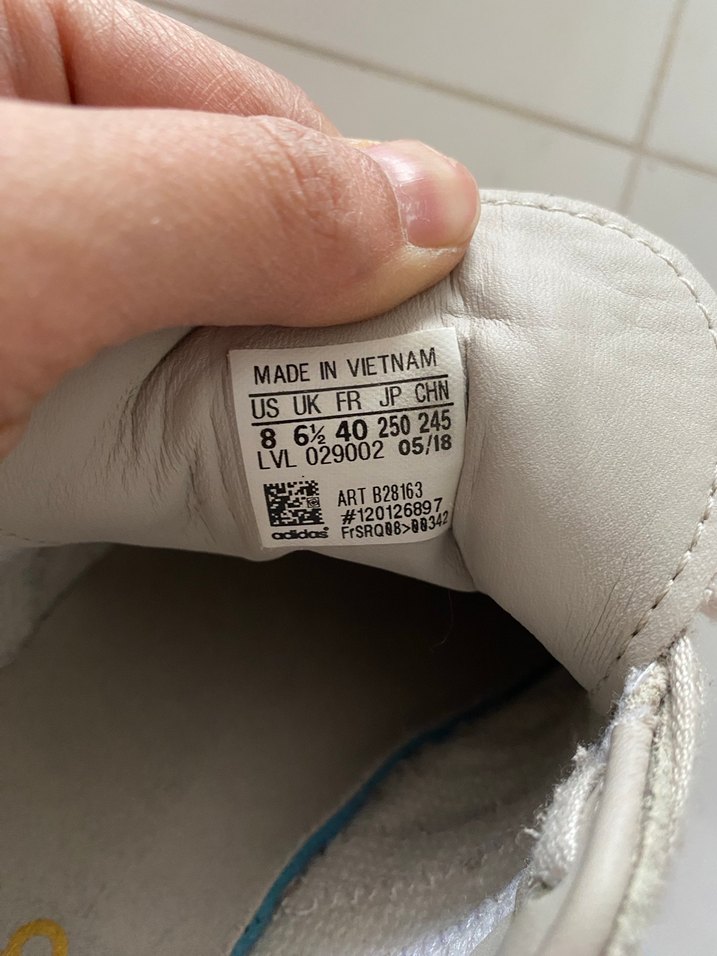 MADE IN VIETNAM
US UK FR JP CHN
8 6½ 40 250 245
LVL 029002 05/18
ART B28163
#120126897
FrSRQ08>00342
adidas